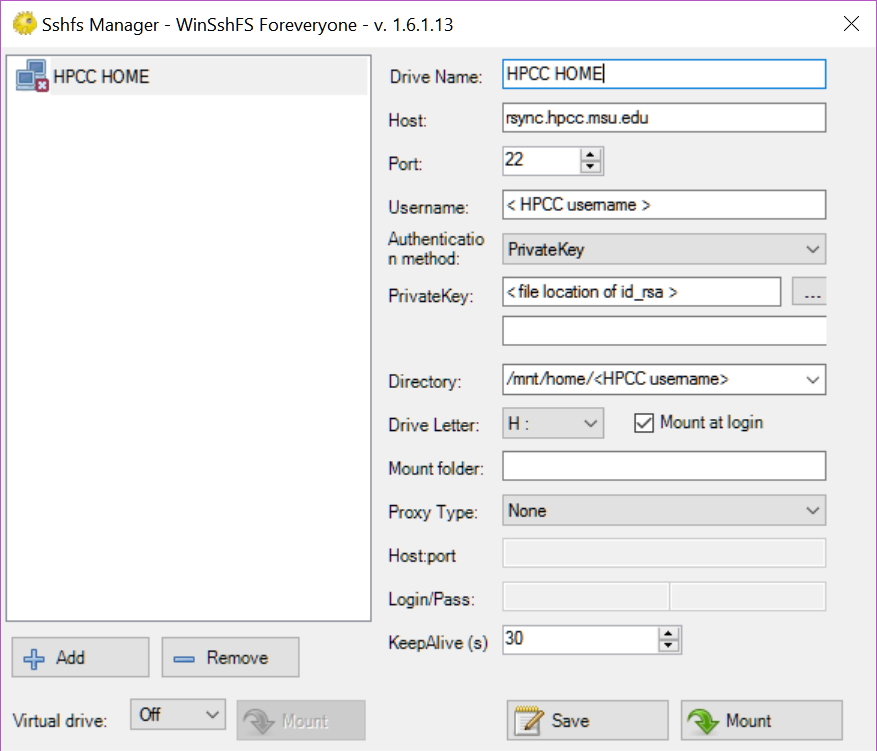 Sshfs Manager - WinSshFS Foreveryone - v. 1.6.1.13
HPCC HOME
Drive Name: HPCC HOME
Host: rsync.hpcc.msu.edu
Port: 22
Username: < HPCC username >
Authenticatio
n method: PrivateKey
PrivateKey: < file location of id_rsa > ...
Directory: /mnt/home/<HPCC username>
Drive Letter: H : Mount at login
Mount folder:
Proxy Type: None
Host:port
Login/Pass:
KeepAlive (s) 30
Add Remove
Virtual drive: Off Mount
Save Mount